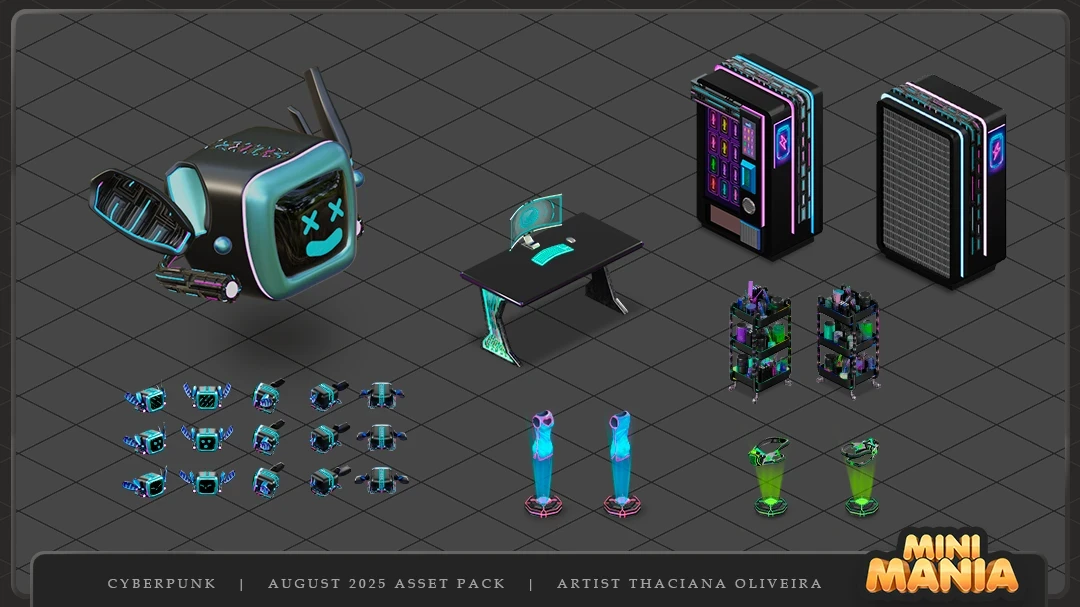 CYBERPUNK | AUGUST 2025 ASSET PACK | ARTIST THACIANA OLIVEIRA
MINI
MANIA